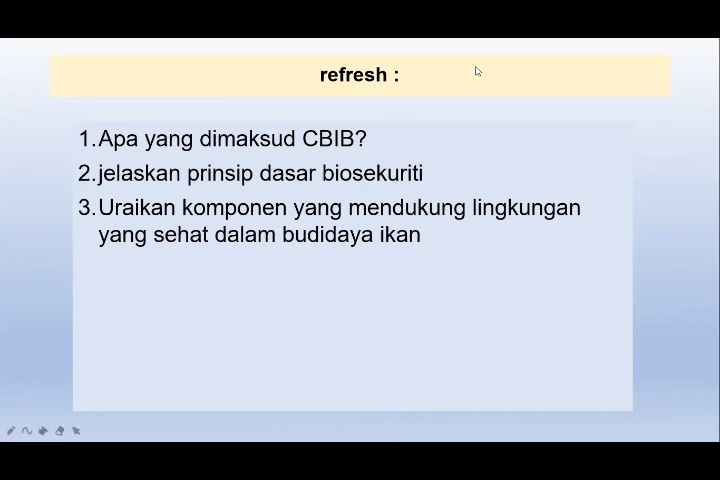 refresh :
1.Apa yang dimaksud CBIB?
2.jelaskan prinsip dasar biosekuriti
3.Uraikan komponen yang mendukung lingkungan
yang sehat dalam budidaya ikan